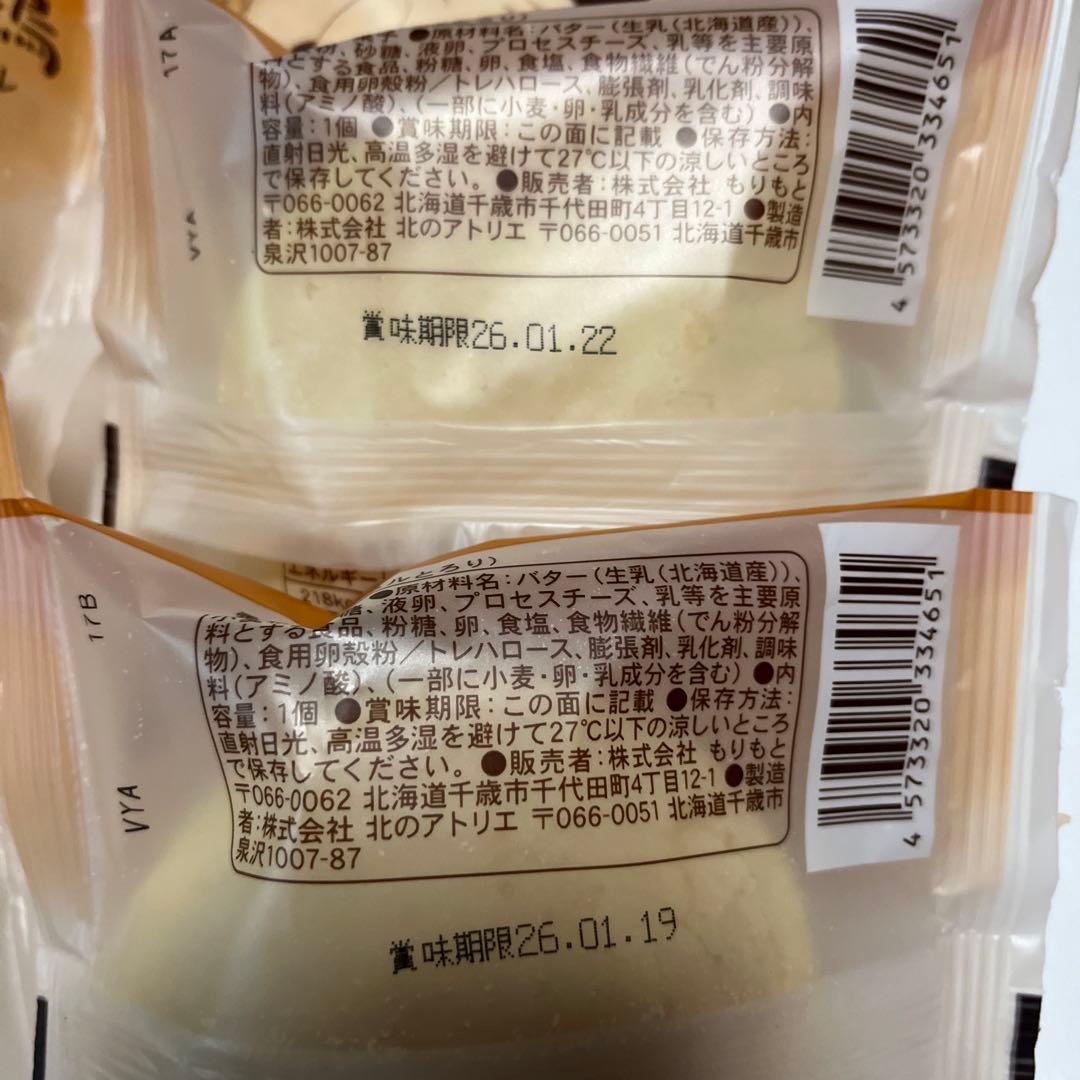 17A
VYA
●原材料名:バター(生乳(北海道産))、
砂糖、液卵、プロセスチーズ、乳等を主要原
料とする食品、粉糖、卵、食塩、食物繊維(でん粉分解
物)、食用卵殻粉/トレハロース、膨張剤、乳化剤、調味
料(アミノ酸)、(一部に小麦・卵・乳成分を含む) ●内
容量:1個 ●賞味期限:この面に記載 ●保存方法:
直射日光、高温多湿を避けて27℃以下の涼しいところ
で保存してください。 ●販売者:株式会社 もりもと
〒066-0062 北海道千歳市千代田町4丁目12-1 ●製造
者:株式会社 北のアトリエ 〒066-0051 北海道千歳市
泉沢1007-87
4 573320 334651
賞味期限26.01.22
17B
VYA
エネルギー
218k
ルとろり)
●原材料名:バター(生乳(北海道産))、
液卵、プロセスチーズ、乳等を主要原
料とする食品、粉糖、卵、食塩、食物繊維(でん粉分解
物)、食用卵殻粉/トレハロース、膨張剤、乳化剤、調味
料(アミノ酸)、(一部に小麦・卵・乳成分を含む) ●内
容量:1個 ●賞味期限:この面に記載 ●保存方法:
直射日光、高温多湿を避けて27℃以下の涼しいところ
で保存してください。 ●販売者:株式会社 もりもと
〒066-0062 北海道千歳市千代田町4丁目12-1 ●製造
者:株式会社 北のアトリエ 〒066-0051 北海道千歳市
泉沢1007-87
4 573320 334651
賞味期限26.01.19